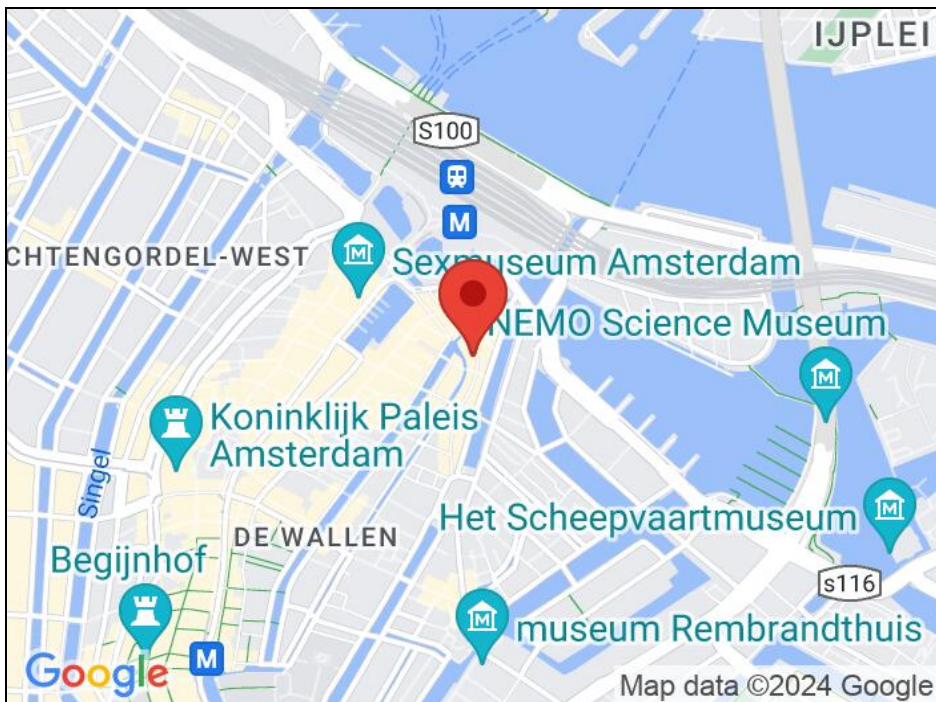 IJPLEI
S100
M
CHTENGORDEL-WEST
Sexmuseum Amsterdam
NEMO Science Museum
Koninklijk Paleis
Amsterdam
Singel
Het Scheepvaartmuseum
DE WALLEN
Begijnhof
s116
museum Rembrandthuis
M
Google
Map data ©2024 Google